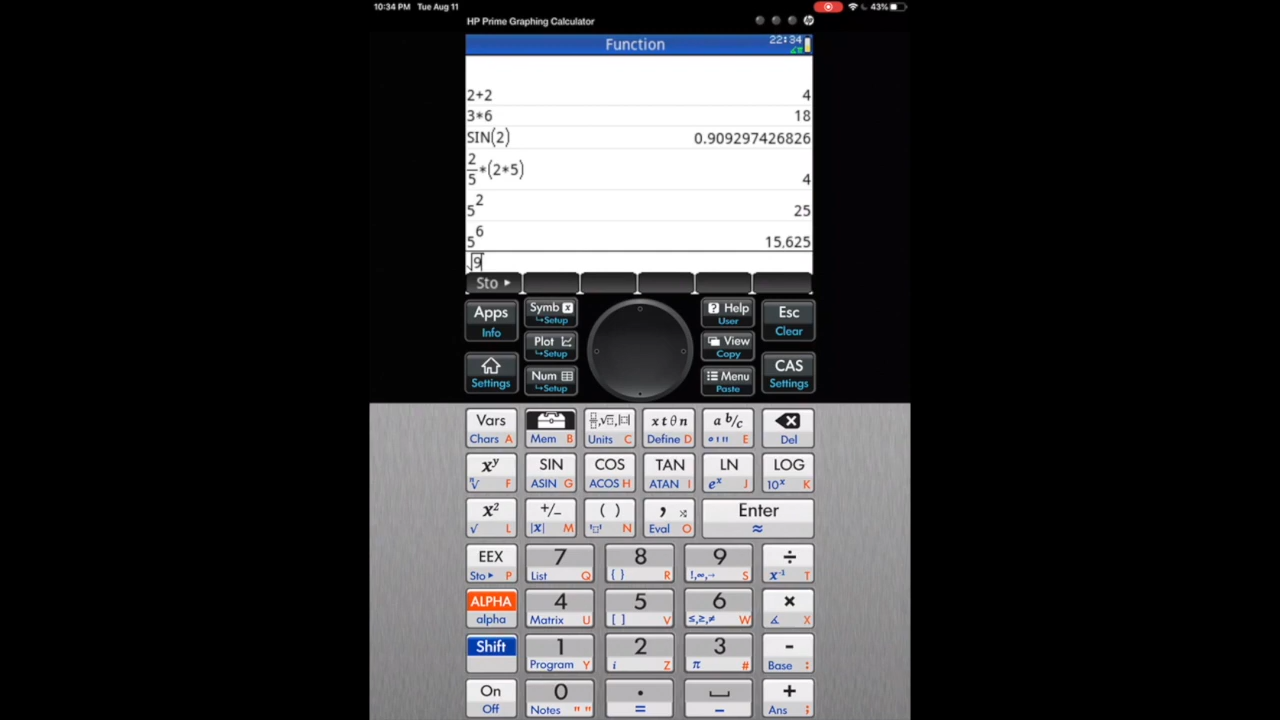 10:34 PM Tue Aug 11 43%
HP Prime Graphing Calculator
Function 22:34
2+2 4
3*6 18
SIN(2) 0.909297426826
2/5*(2*5) 4
5^2 25
5^6 15,625
√9
Sto ▸
Apps Symb x ? Help Esc
Info ↪Setup User Clear
Plot View
↪Setup Copy
Settings Num Menu CAS
↪Setup Paste Settings
Vars x t θ n a b/c
Chars A Mem B Units C Define D ° ' " E Del
x^y SIN COS TAN LN LOG
ⁿ√ F ASIN G ACOS H ATAN I e^x J 10^x K
x² +/- ( ) , Enter
√ L |x| M '□' N Eval O ≈
EEX 7 8 9 ÷
Sto ▸ P List Q { } R !,∞,→ S x⁻¹ T
ALPHA 4 5 6 ×
alpha Matrix U [ ] V ≤,≥,≠ W ∡ X
Shift 1 2 3 -
Program Y i Z π # Base :
On 0 . ⎵ +
Off Notes " " = _ Ans ;